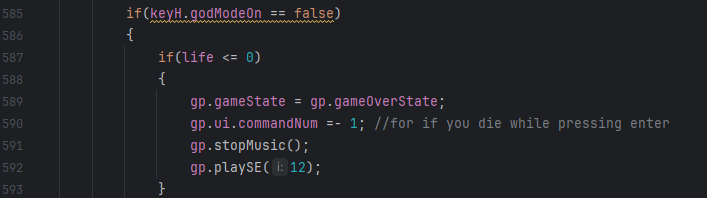 585 if(keyH.godModeOn == false)
586 {
587 if(life <= 0)
588 {
589 gp.gameState = gp.gameOverState;
590 gp.ui.commandNum =- 1; //for if you die while pressing enter
591 gp.stopMusic();
592 gp.playSE( i: 12);
593 }